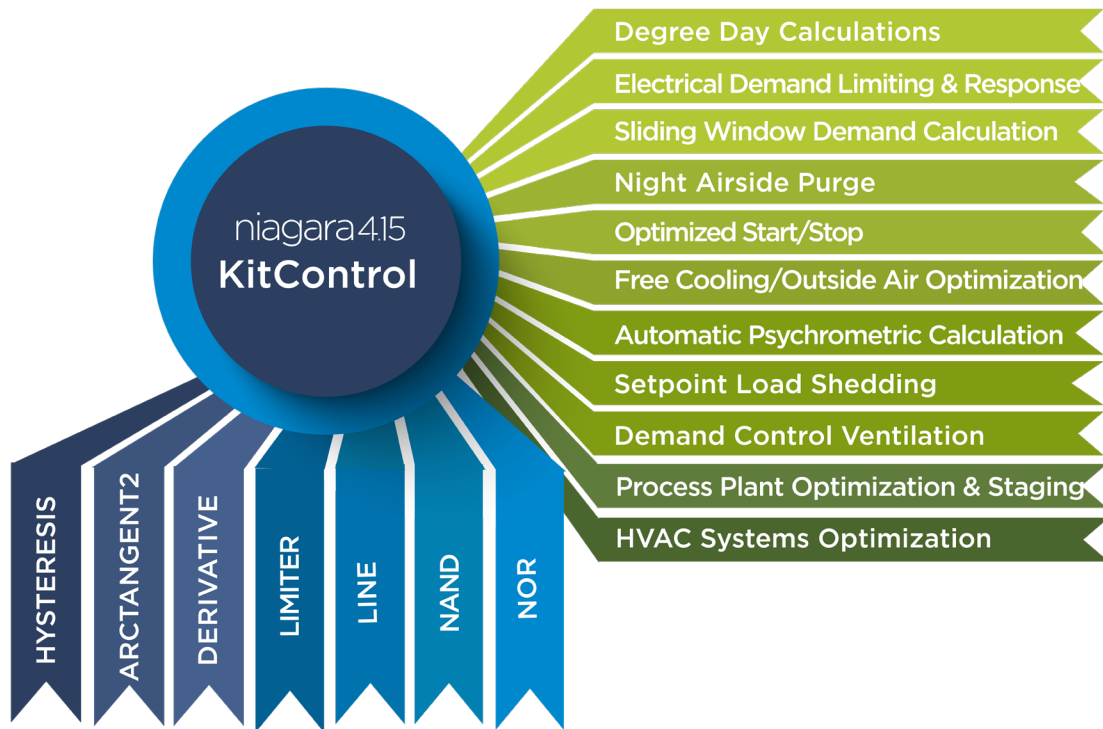 Degree Day Calculations
Electrical Demand Limiting & Response
Sliding Window Demand Calculation
Night Airside Purge
Optimized Start/Stop
Free Cooling/Outside Air Optimization
Automatic Psychrometric Calculation
Setpoint Load Shedding
Demand Control Ventilation
Process Plant Optimization & Staging
HVAC Systems Optimization
niagara4.15
KitControl
HYSTERESIS
ARCTANGENT2
DERIVATIVE
LIMITER
LINE
NAND
NOR